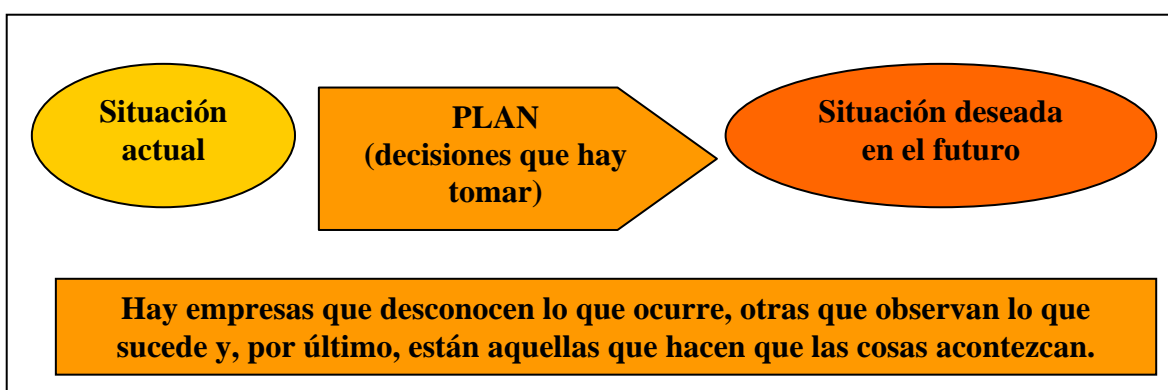 Situación
actual
PLAN
(decisiones que hay
tomar)
Situación deseada
en el futuro
Hay empresas que desconocen lo que ocurre, otras que observan lo que
sucede y, por último, están aquellas que hacen que las cosas acontezcan.